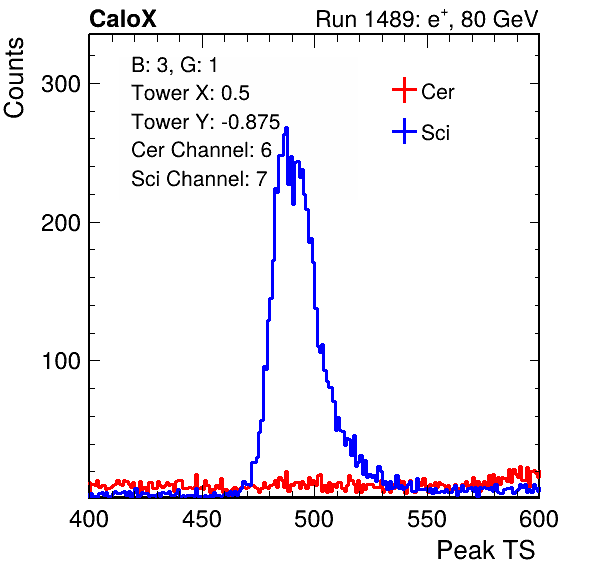 CaloX Run 1489: e⁺, 80 GeV
Counts
B: 3, G: 1
Tower X: 0.5
Tower Y: -0.875
Cer Channel: 6
Sci Channel: 7
Cer
Sci
300
200
100
400 450 500 550 600
Peak TS